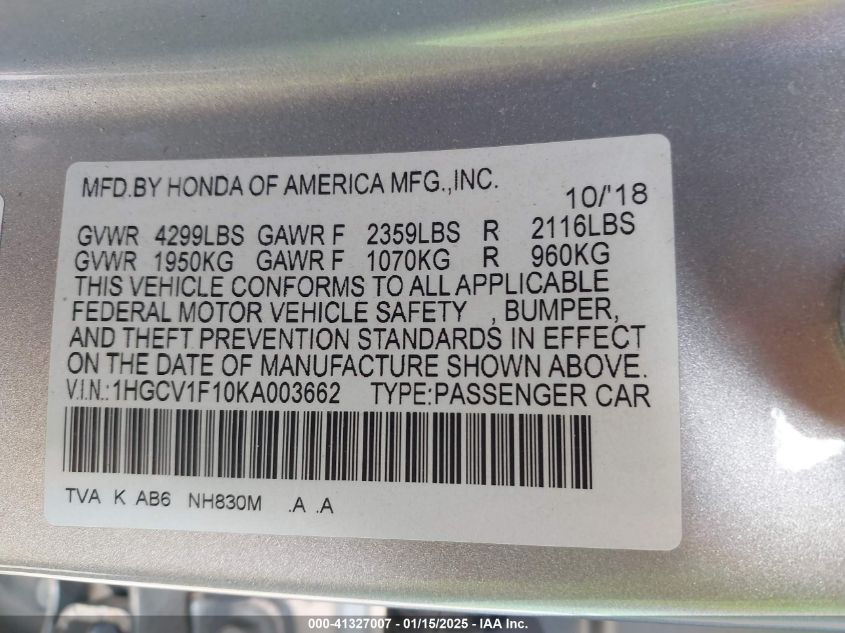 MFD.BY HONDA OF AMERICA MFG.,INC. 10/'18
GVWR 4299LBS GAWR F 2359LBS R 2116LBS
GVWR 1950KG GAWR F 1070KG R 960KG
THIS VEHICLE CONFORMS TO ALL APPLICABLE
FEDERAL MOTOR VEHICLE SAFETY , BUMPER,
AND THEFT PREVENTION STANDARDS IN EFFECT
ON THE DATE OF MANUFACTURE SHOWN ABOVE.
V.I.N.:1HGCV1F10KA003662 TYPE:PASSENGER CAR
TVA K AB6 NH830M .A .A
000-41327007 - 01/15/2025 - IAA Inc.